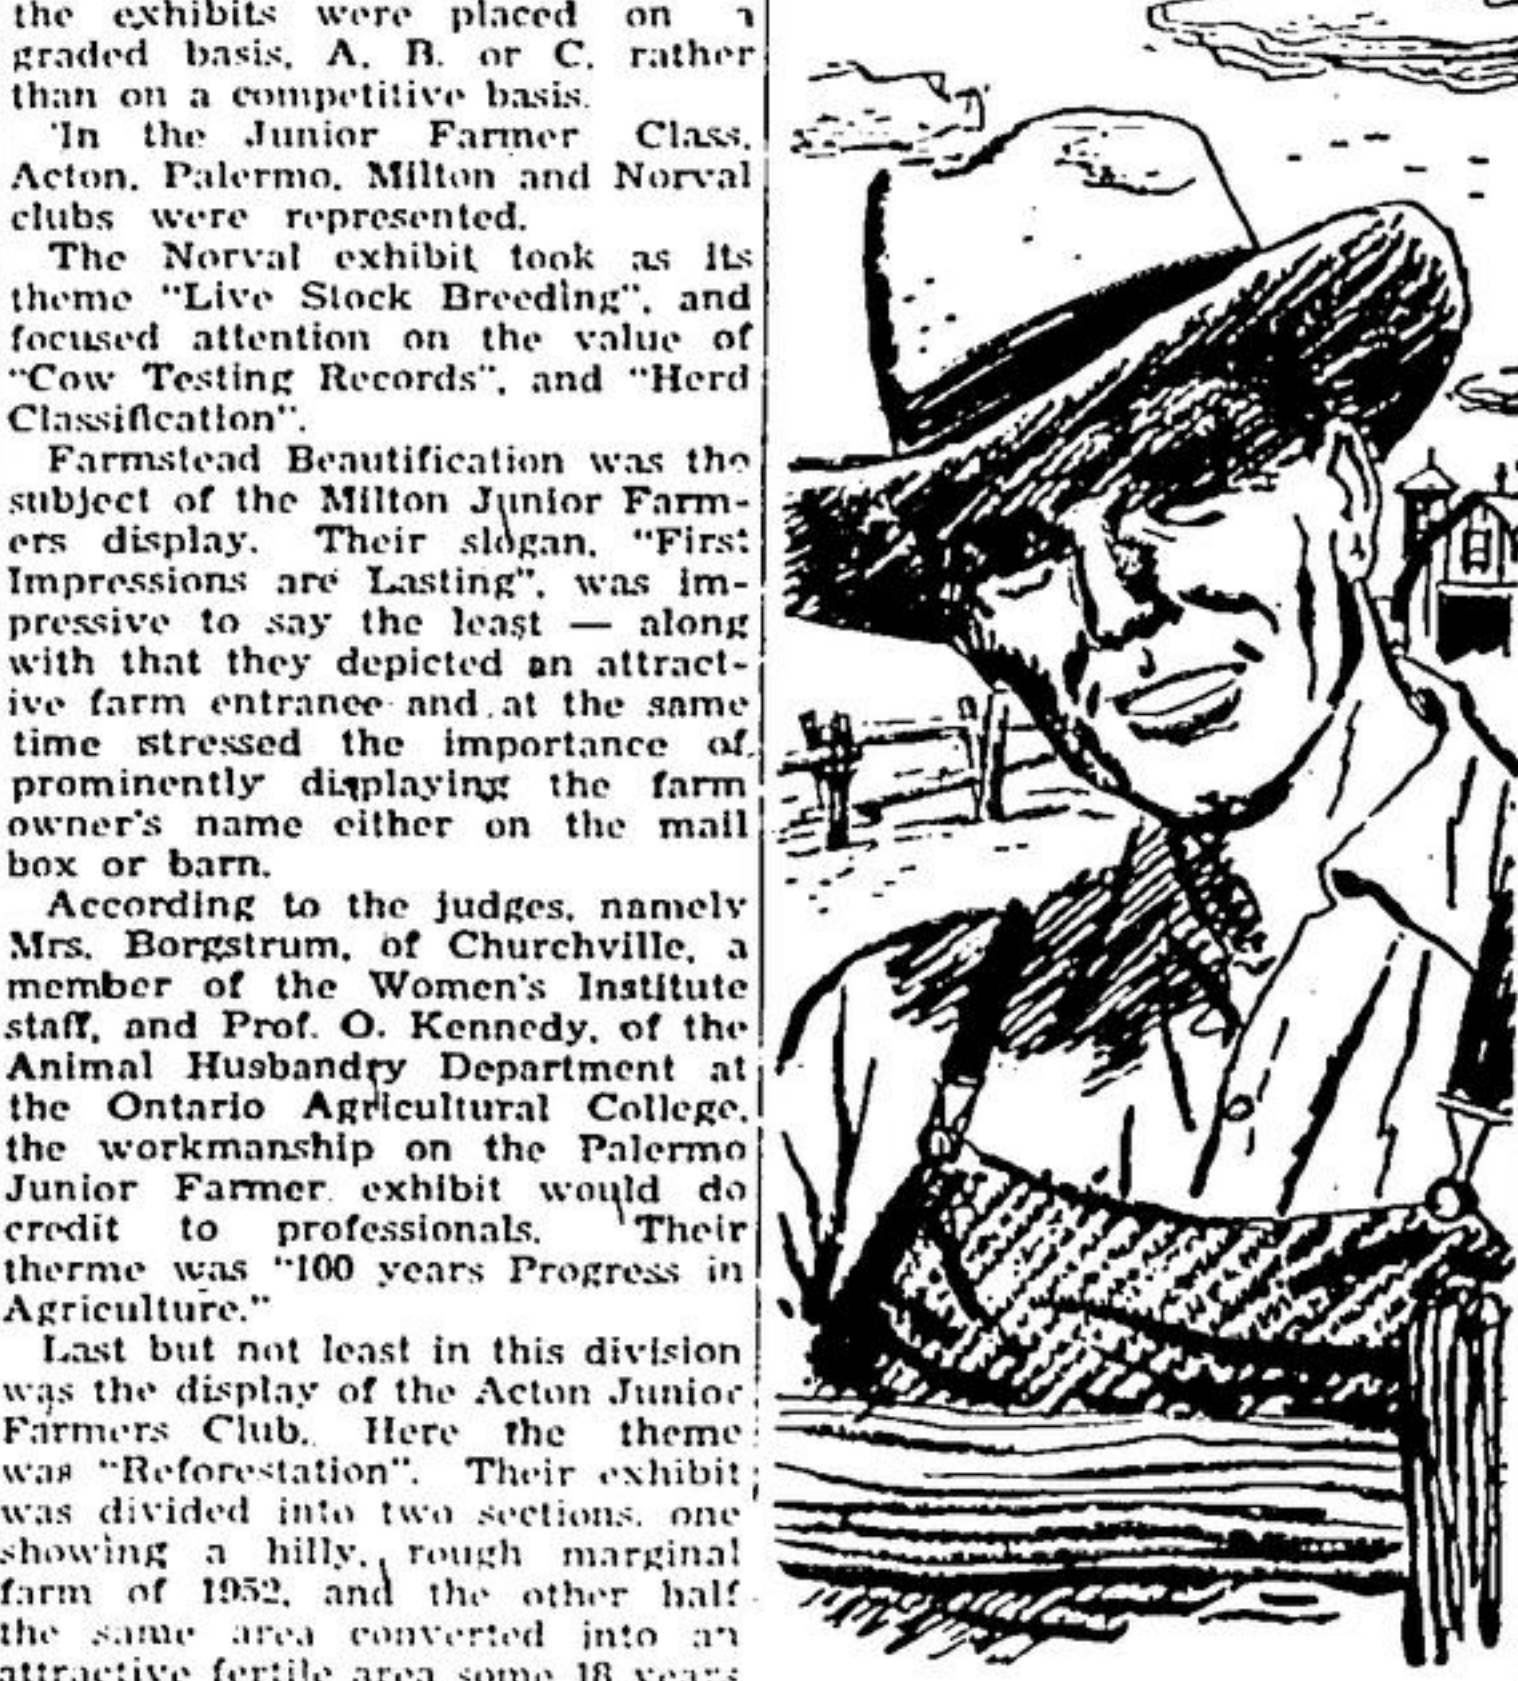 the exhibits were placed on a
graded basis, A. B. or C. rather
than on a competitive basis.
'In the Junior Farmer Class,
Acton, Palermo, Milton and Norval
clubs were represented.
The Norval exhibit took as its
theme "Live Stock Breeding", and
focused attention on the value of
"Cow Testing Records", and "Herd
Classification".
Farmstead Beautification was the
subject of the Milton Junior Farm-
ers display. Their slogan, "First
Impressions are Lasting", was im-
pressive to say the least — along
with that they depicted an attract-
ive farm entrance and at the same
time stressed the importance of
prominently displaying the farm
owner's name either on the mail
box or barn.
According to the judges, namely
Mrs. Borgstrum, of Churchville, a
member of the Women's Institute
staff, and Prof. O. Kennedy, of the
Animal Husbandry Department at
the Ontario Agricultural College,
the workmanship on the Palermo
Junior Farmer exhibit would do
credit to professionals. Their
therme was "100 years Progress in
Agriculture."
Last but not least in this division
was the display of the Acton Junior
Farmers Club. Here the theme
was "Reforestation". Their exhibit
was divided into two sections, one
showing a hilly, rough marginal
farm of 1952, and the other half
the same area converted into an
attractive fertile area some 18 years